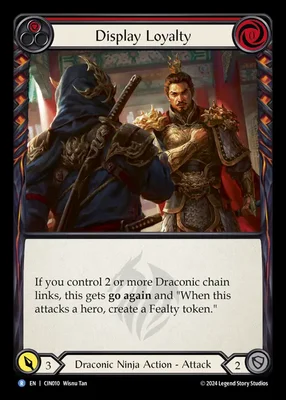 Display Loyalty
If you control 2 or more Draconic chain
links, this gets go again and "When this
attacks a hero, create a Fealty token."
3 Draconic Ninja Action - Attack 2
R EN | CIN010 Wisnu Tan © 2024 Legend Story Studios